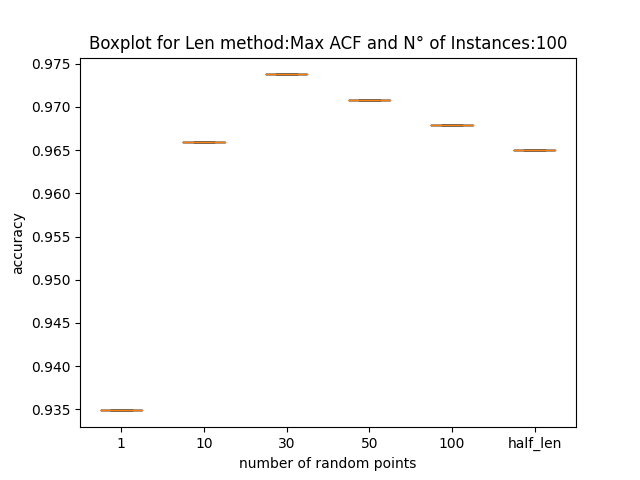 Boxplot for Len method:Max ACF and N° of Instances:100
0.975
0.970
0.965
0.960
0.955
0.950
0.945
0.940
0.935
accuracy
1 10 30 50 100 half_len
number of random points